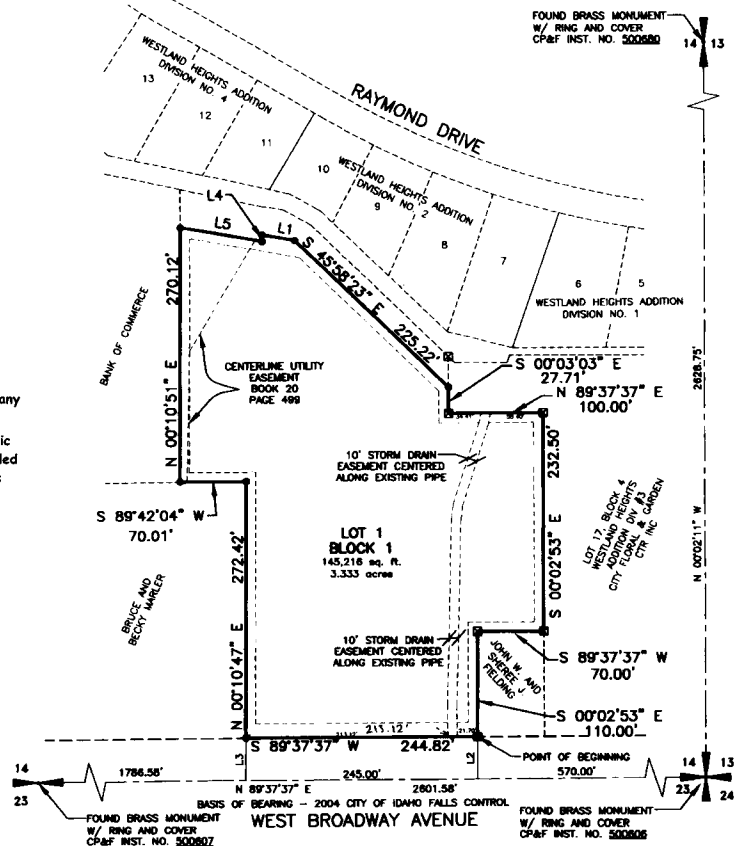 FOUND BRASS MONUMENT
W/ RING AND COVER
CP&F INST. NO. 500680
14 13
WESTLAND HEIGHTS ADDITION
DIVISION NO. 4
13
12
11
RAYMOND DRIVE
10
WESTLAND HEIGHTS ADDITION
DIVISION NO. 2
9
8
7
6
5
WESTLAND HEIGHTS ADDITION
DIVISION NO. 1
L4
L5
L1
S 45°58'23" E
225.22'
270.12'
N 00°10'51" E
BANK OF COMMERCE
CENTERLINE UTILITY
EASEMENT
BOOK 20
PAGE 499
S 00°03'03" E
27.71'
N 89°37'37" E
100.00'
2628.75'
N 00°02'11" W
any
ic
led
10' STORM DRAIN
EASEMENT CENTERED
ALONG EXISTING PIPE
232.50'
S 00°02'53" E
S 89°42'04" W
70.01'
LOT 1
BLOCK 1
145,216 sq. ft.
3.333 acres
LOT 17, BLOCK 4
WESTLAND HEIGHTS
ADDITION DIV #3
CITY FLORAL & GARDEN
CTR INC
272.42'
N 00°10'47" E
BRUCE AND
BECKY MARLER
10' STORM DRAIN
EASEMENT CENTERED
ALONG EXISTING PIPE
JOHN W. AND
SHEREE J.
FIELDING
S 89°37'37" W
70.00'
S 00°02'53" E
110.00'
213.12'
S 89°37'37" W 244.82'
POINT OF BEGINNING
L3
L2
14
23
1786.58'
245.00'
570.00'
14 13
23 24
N 89°37'37" E 2601.58'
BASIS OF BEARING – 2004 CITY OF IDAHO FALLS CONTROL
WEST BROADWAY AVENUE
FOUND BRASS MONUMENT
W/ RING AND COVER
CP&F INST. NO. 500607
FOUND BRASS MONUMENT
W/ RING AND COVER
CP&F INST. NO. 500606